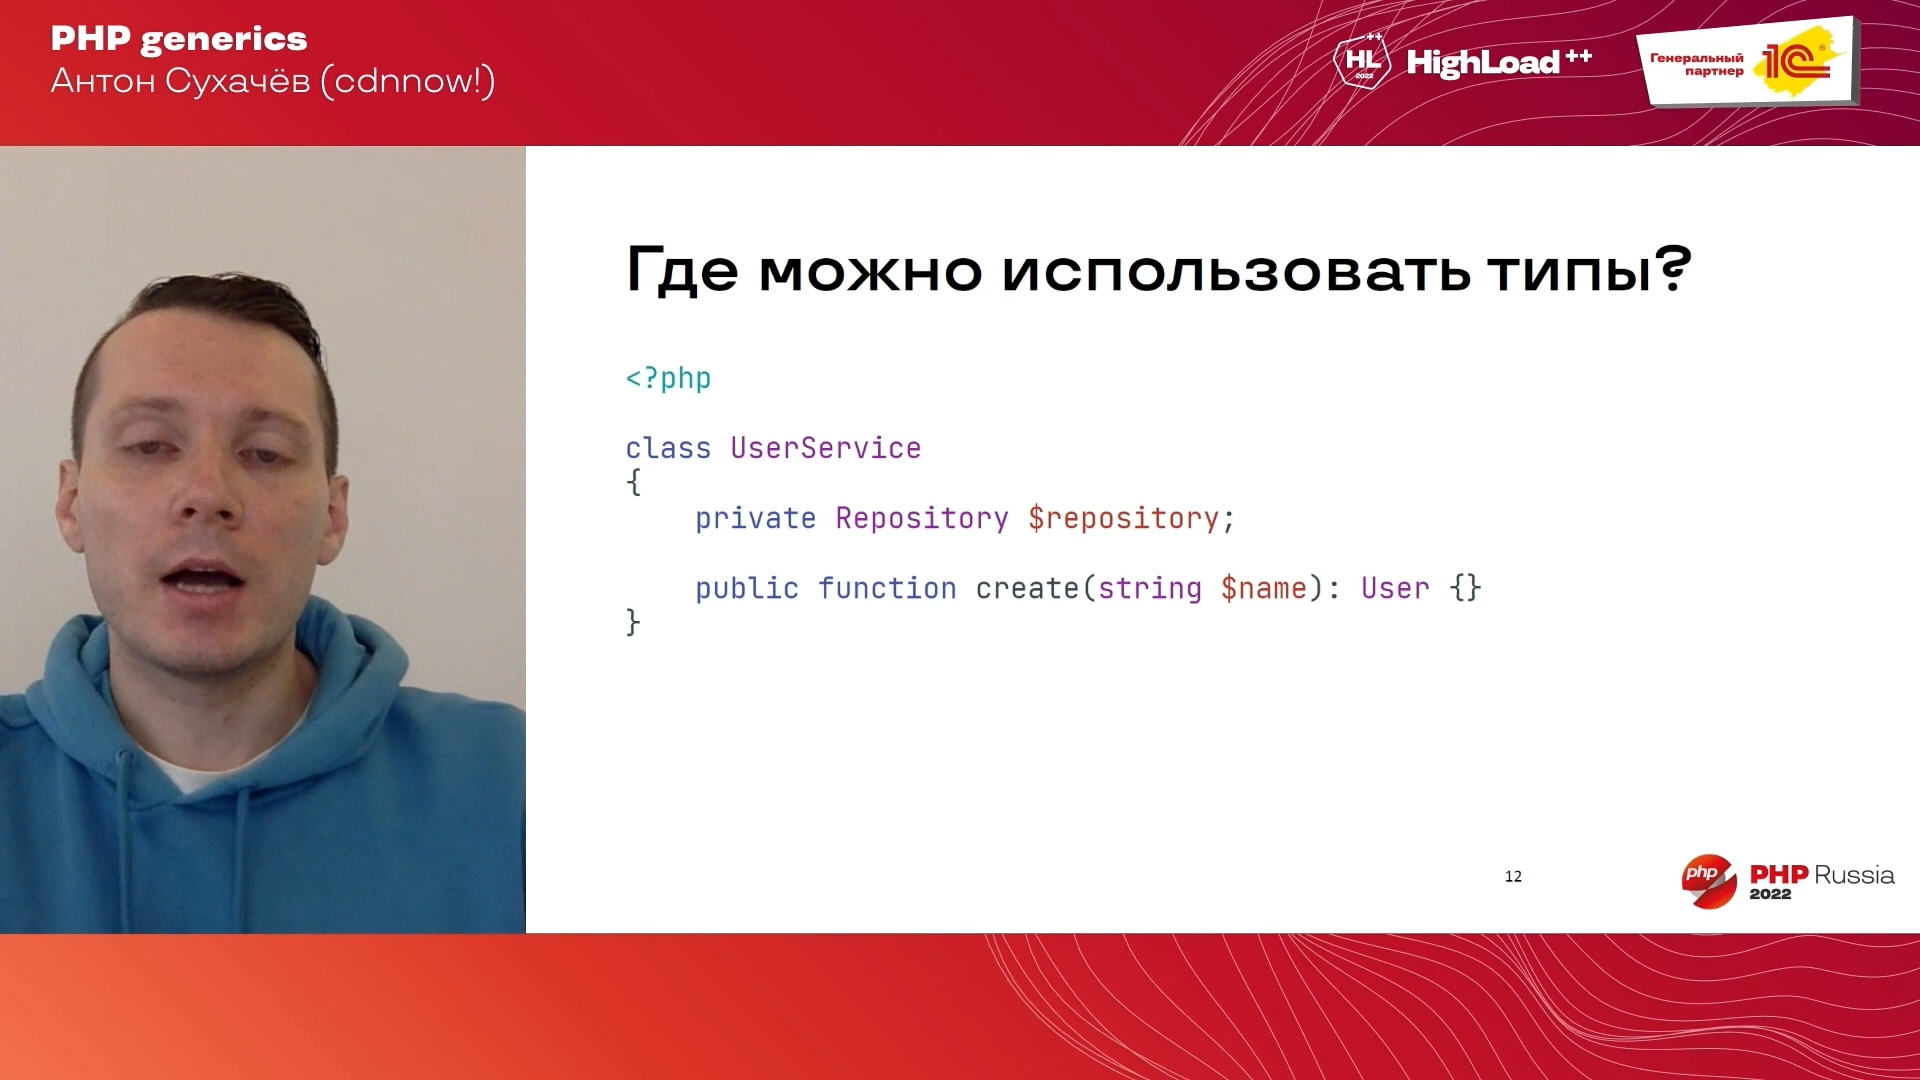 PHP generics
Антон Сухачёв (cdnnow!)
HL++
2022
HighLoad++
Генеральный
партнер
1С®
Где можно использовать типы?
<?php
class UserService
{
    private Repository $repository;
    public function create(string $name): User {}
}
12
php
PHP Russia
2022